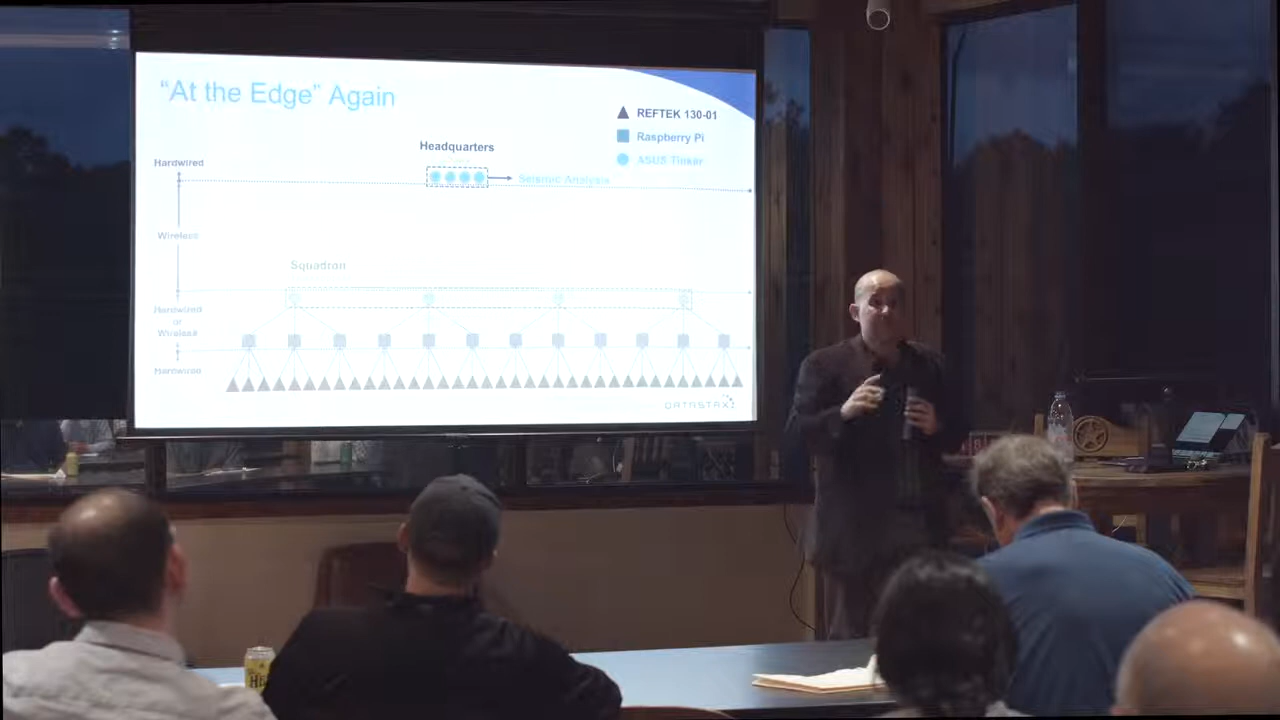 “At the Edge” Again
REFTEK 130-01
Raspberry Pi
ASUS Tinker
Headquarters
Hardwired
Seismic Analysis
Wireless
Squadron
Hardwired
or
Wireless
Hardwired
DATASTAX